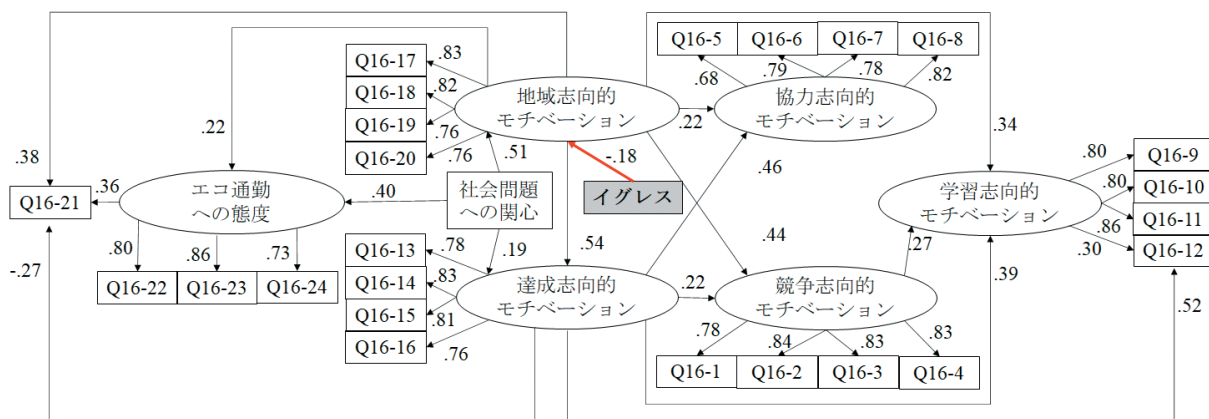 Q16-5
Q16-6
Q16-7
Q16-8
.68
.79
.78
.82
Q16-17
Q16-18
Q16-19
Q16-20
.83
.82
.76
.76
地域志向的
モチベーション
.22
協力志向的
モチベーション
.22
.38
.51
-.18
.46
.34
.80
.80
.86
.30
Q16-9
Q16-10
Q16-11
Q16-12
Q16-21
.36
エコ通勤
への態度
.40
社会問題
への関心
イグレス
学習志向的
モチベーション
-.27
.80
.86
.73
Q16-22
Q16-23
Q16-24
Q16-13
Q16-14
Q16-15
Q16-16
.78
.83
.81
.76
.19
.54
.44
.27
.39
.52
達成志向的
モチベーション
.22
競争志向的
モチベーション
.78
.84
.83
.83
Q16-1
Q16-2
Q16-3
Q16-4